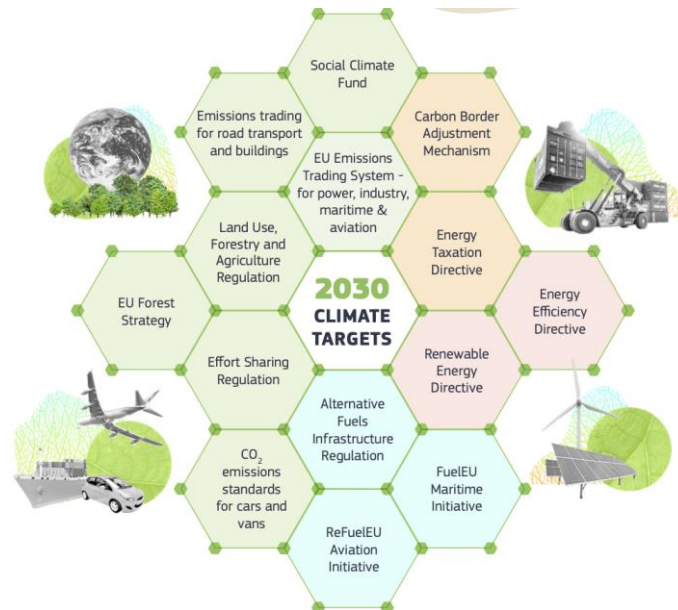 Social Climate
Fund
Emissions trading
for road transport
and buildings
Carbon Border
Adjustment
Mechanism
EU Emissions
Trading System -
for power, industry,
maritime &
aviation
Land Use,
Forestry and
Agriculture
Regulation
Energy
Taxation
Directive
EU Forest
Strategy
2030
CLIMATE
TARGETS
Energy
Efficiency
Directive
Effort Sharing
Regulation
Renewable
Energy
Directive
Alternative
Fuels
Infrastructure
Regulation
CO₂
emissions
standards
for cars and
vans
FuelEU
Maritime
Initiative
ReFuelEU
Aviation
Initiative